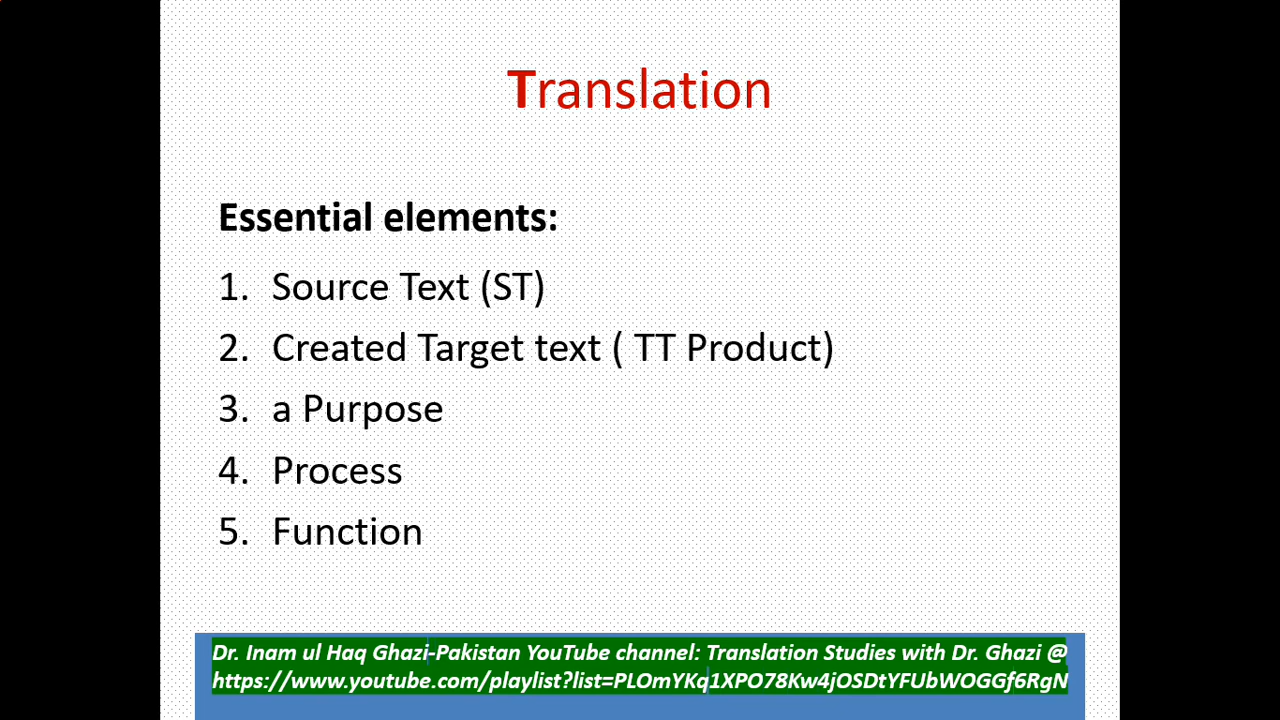 Translation
Essential elements:
1. Source Text (ST)
2. Created Target text ( TT Product)
3. a Purpose
4. Process
5. Function
Dr. Inam ul Haq Ghazi-Pakistan YouTube channel: Translation Studies with Dr. Ghazi @
https://www.youtube.com/playlist?list=PLOmYKq1XPO78Kw4jOSDtYFUbWOGGf6RgN